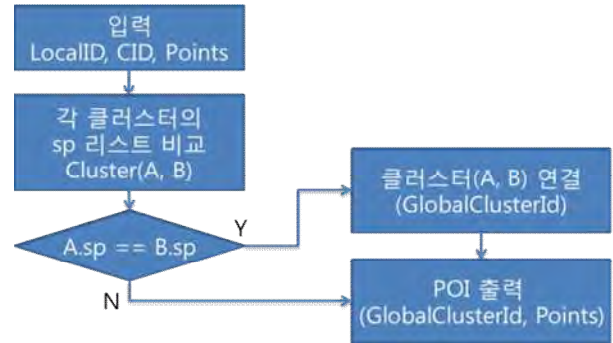 입력
LocalID, CID, Points
각 클러스터의
sp 리스트 비교
Cluster(A, B)
A.sp == B.sp
Y
N
클러스터(A, B) 연결
(GlobalClusterId)
POI 출력
(GlobalClusterId, Points)